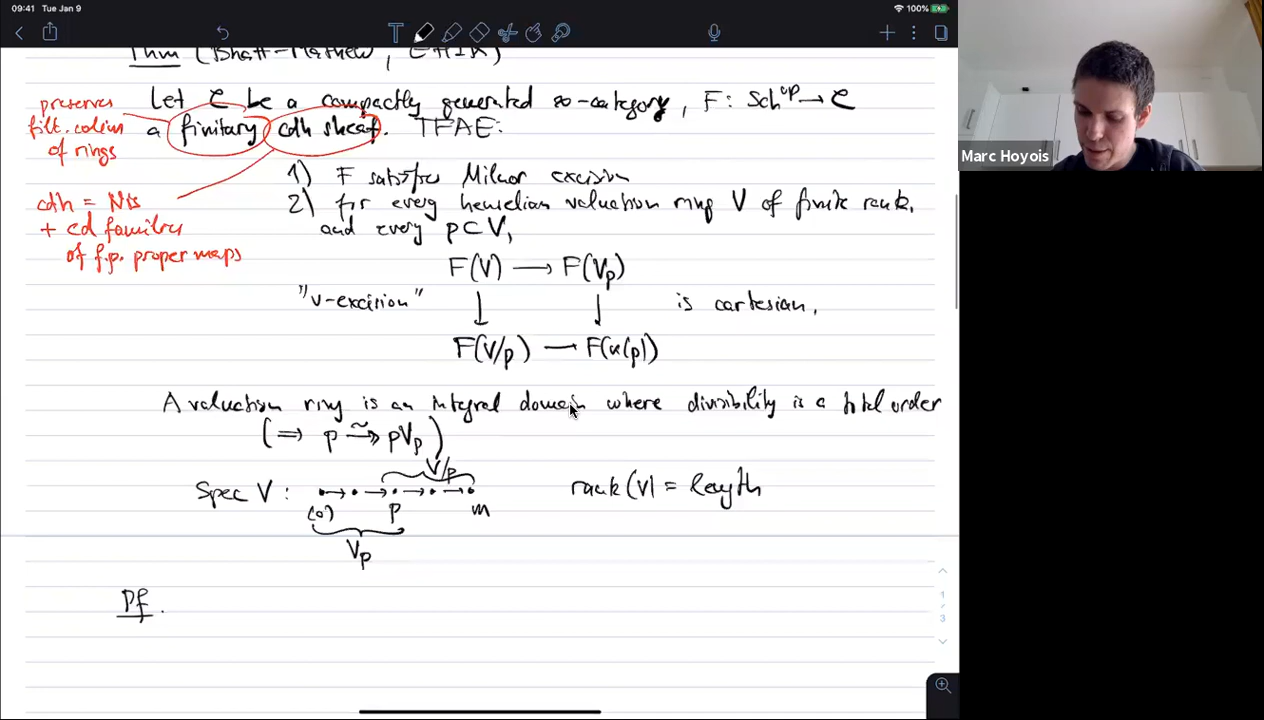 09:41 Tue Jan 9
100%
Thm (Bhatt-Mathew, EHIK)
preserves
filt. colim
of rings
Let C be a compactly generated ∞-category, F: Sch^op → C
a finitary cdh sheaf. TFAE:
1) F satisfies Milnor excision
cdh = Nis
+ cd families
of f.p. proper maps
2) for every henselian valuation ring V of finite rank,
and every p ⊂ V,
F(V) → F(V_p)
"v-excision"
↓ ↓
is cartesian.
F(V/p) → F(κ(p))
A valuation ring is an integral domain where divisibility is a total order
(⟹ p ⥲ pV_p)
V/p
Spec V : • → • → • → • → •
rank(V) = length
(0) p m
V_p
Pf.
1
/
3
Marc Hoyois